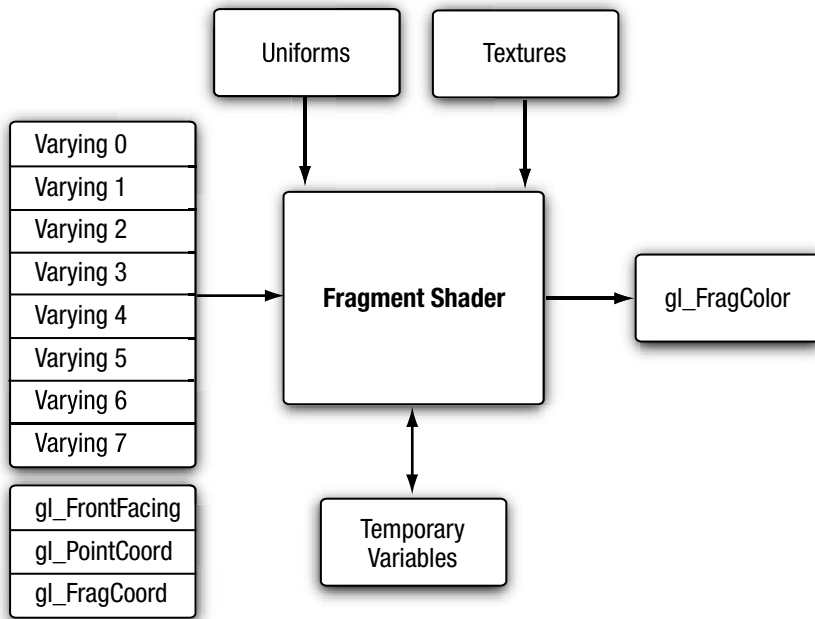 Uniforms
Textures
Varying 0
Varying 1
Varying 2
Varying 3
Varying 4
Varying 5
Varying 6
Varying 7
Fragment Shader
gl_FragColor
gl_FrontFacing
gl_PointCoord
gl_FragCoord
Temporary
Variables